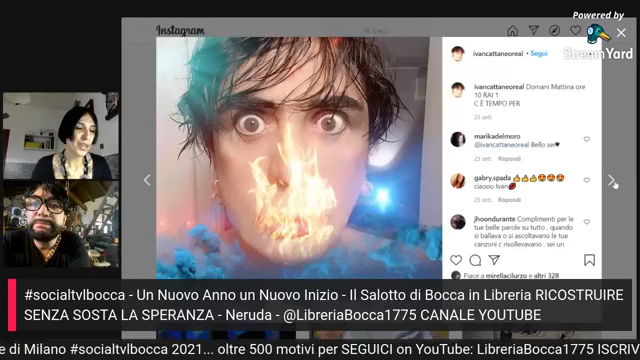 Powered by
StreamYard
Instagram
ivancattaneoreal • Segui
ivancattaneoreal Domani Mattina ore
10 RAI 1
C È TEMPO PER
25 sett.
marikadelmoro
@ivancattaneoreal Bello sei♥
25 sett. Rispondi
gabry.spada 👍👍👍😍😍😍
ciaooo Ivan💋
25 sett. Rispondi
jhoondurante Complimenti per le
tue belle parole su tutto , quando
si ballava o si ascoltavano le tue
canzoni c risollevavano . sei un
Piace a mirellacilurzo e altri 328
#socialtvlbocca - Un Nuovo Anno un Nuovo Inizio - Il Salotto di Bocca in Libreria RICOSTRUIRE
SENZA SOSTA LA SPERANZA - Neruda - @LibreriaBocca1775 CANALE YOUTUBE
e di Milano #socialtvlbocca 2021... oltre 500 motivi per SEGUICI on YouTube: LibreriaBocca1775 ISCRIV